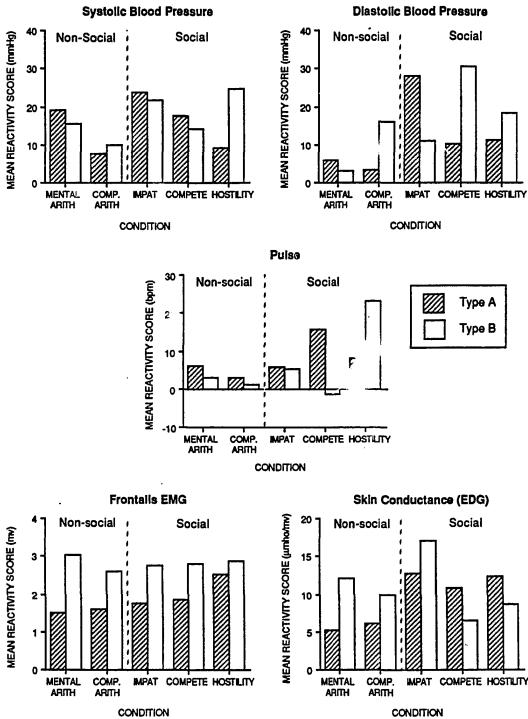 Systolic Blood Pressure
MEAN REACTIVITY SCORE (mmHg)
40
30
20
10
0
Non-Social
Social
MENTAL ARITH
COMP. ARITH
IMPAT
COMPETE
HOSTILITY
CONDITION
Diastolic Blood Pressure
MEAN REACTIVITY SCORE (mmHg)
40
30
20
10
0
Non-Social
Social
MENTAL ARITH
COMP. ARITH
IMPAT
COMPETE
HOSTILITY
CONDITION
Pulse
MEAN REACTIVITY SCORE (bpm)
30
2
10
0
-10
Non-social
Social
MENTAL ARITH
COMP. ARITH
IMPAT
COMPETE
HOSTILITY
CONDITION
Type A
Type B
Frontalis EMG
MEAN REACTIVITY SCORE (mv)
4
3
2
1
0
Non-social
Social
MENTAL ARITH
COMP. ARITH
IMPAT
COMPETE
HOSTILITY
CONDITION
Skin Conductance (EDG)
MEAN REACTIVITY SCORE (µmho/mv)
20
15
10
5
0
Non-social
Social
MENTAL ARITH
COMP. ARITH
IMPAT
COMPETE
HOSTILITY
CONDITION